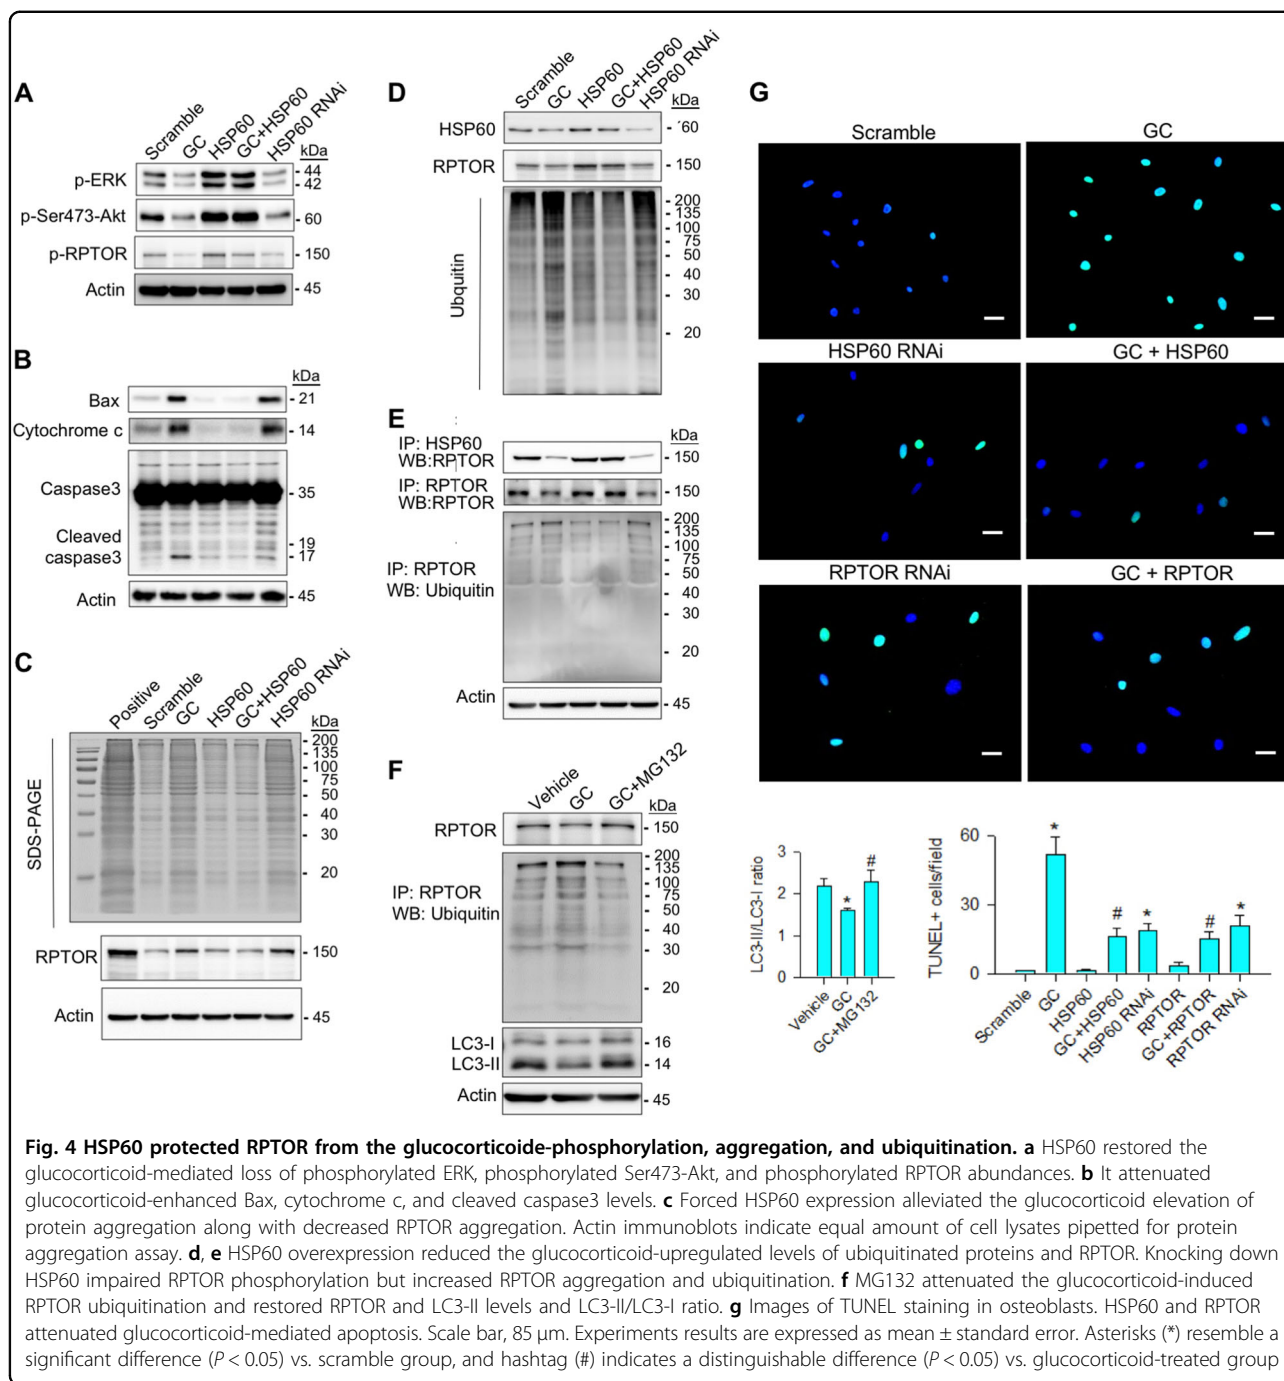 A
Scramble
GC
HSP60
GC+HSP60
HSP60 RNAi
kDa
p-ERK
- 44
- 42
p-Ser473-Akt
- 60
p-RPTOR
- 150
Actin
- 45
B
kDa
Bax
- 21
Cytochrome c
- 14
Caspase3
- 35
Cleaved
caspase3
- 19
- 17
Actin
- 45
C
Positive
Scramble
GC
HSP60
GC+HSP60
HSP60 RNAi
kDa
SDS-PAGE
- 200
- 135
- 100
- 75
- 50
- 40
- 30
- 20
RPTOR
- 150
Actin
- 45
D
Scramble
GC
HSP60
GC+HSP60
HSP60 RNAi
kDa
HSP60
- 60
RPTOR
- 150
Ubquitin
- 200
- 135
- 100
- 75
- 50
- 40
- 30
- 20
E
kDa
IP: HSP60
WB:RPTOR
- 150
IP: RPTOR
WB:RPTOR
- 150
IP: RPTOR
WB: Ubiquitin
- 200
- 135
- 100
- 75
- 50
- 40
- 30
- 20
Actin
- 45
F
Vehicle
GC
GC+MG132
kDa
RPTOR
- 150
IP: RPTOR
WB: Ubiquitin
- 200
- 135
- 100
- 75
- 50
- 40
- 30
- 20
LC3-I
- 16
LC3-II
- 14
Actin
- 45
G
Scramble
GC
HSP60 RNAi
GC + HSP60
RPTOR RNAi
GC + RPTOR
LC3-II/LC3-I ratio
3
2
1
0
*
#
Vehicle
GC
GC+MG132
TUNEL+ cells/field
60
30
0
*
#
*
#
*
Scramble
GC
HSP60
GC+HSP60
HSP60 RNAi
RPTOR
GC+RPTOR
RPTOR RNAi
Fig. 4 HSP60 protected RPTOR from the glucocorticoide-phosphorylation, aggregation, and ubiquitination. a HSP60 restored the
glucocorticoid-mediated loss of phosphorylated ERK, phosphorylated Ser473-Akt, and phosphorylated RPTOR abundances. b It attenuated
glucocorticoid-enhanced Bax, cytochrome c, and cleaved caspase3 levels. c Forced HSP60 expression alleviated the glucocorticoid elevation of
protein aggregation along with decreased RPTOR aggregation. Actin immunoblots indicate equal amount of cell lysates pipetted for protein
aggregation assay. d, e HSP60 overexpression reduced the glucocorticoid-upregulated levels of ubiquitinated proteins and RPTOR. Knocking down
HSP60 impaired RPTOR phosphorylation but increased RPTOR aggregation and ubiquitination. f MG132 attenuated the glucocorticoid-induced
RPTOR ubiquitination and restored RPTOR and LC3-II levels and LC3-II/LC3-I ratio. g Images of TUNEL staining in osteoblasts. HSP60 and RPTOR
attenuated glucocorticoid-mediated apoptosis. Scale bar, 85 μm. Experiments results are expressed as mean ± standard error. Asterisks (*) resemble a
significant difference (P < 0.05) vs. scramble group, and hashtag (#) indicates a distinguishable difference (P < 0.05) vs. glucocorticoid-treated group